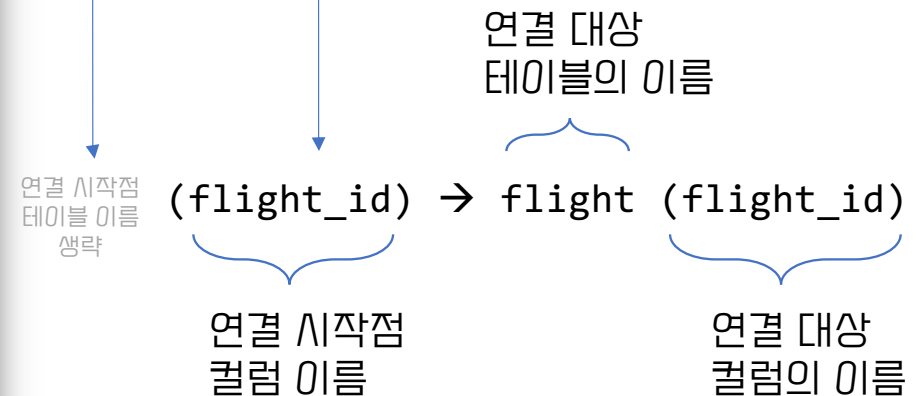 연결 대상
테이블의 이름
연결 시작점
테이블 이름
생략
(flight_id) → flight (flight_id)
연결 시작점
컬럼 이름
연결 대상
컬럼의 이름